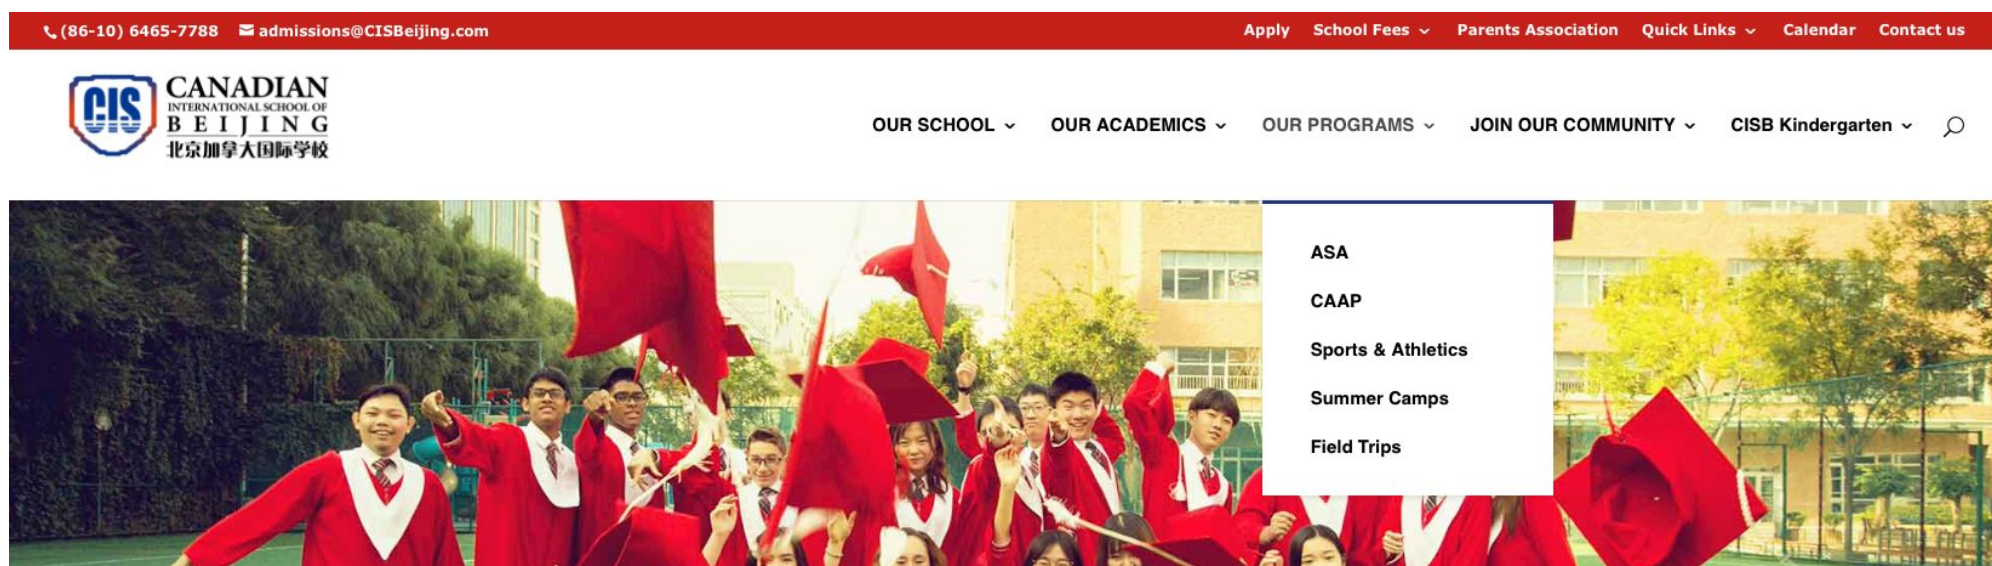 (86-10) 6465-7788 admissions@CISBeijing.com Apply School Fees Parents Association Quick Links Calendar Contact us
CIS
CANADIAN
INTERNATIONAL SCHOOL OF
BEIJING
北京加拿大国际学校
OUR SCHOOL OUR ACADEMICS OUR PROGRAMS JOIN OUR COMMUNITY CISB Kindergarten
ASA
CAAP
Sports & Athletics
Summer Camps
Field Trips